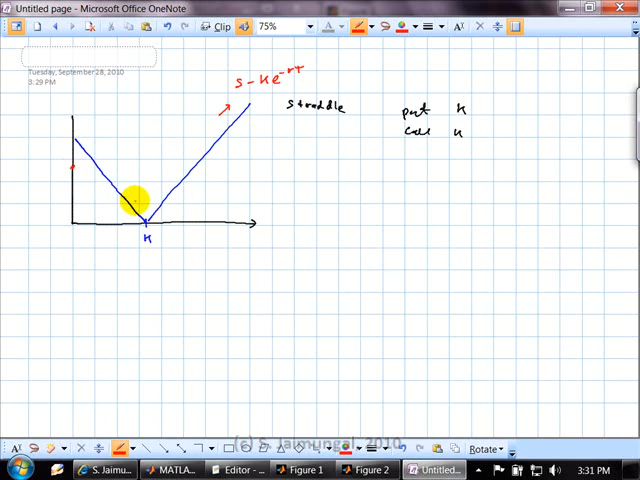 Untitled page - Microsoft Office OneNote
75%
Clip
Tuesday, September 28, 2010
3:29 PM
S - Ke^-rT
Straddle
put K
call K
K
(c) S. Jaimungal, 2010
Rotate
S. Jaimu...
MATLA...
Editor - ...
Figure 1
Figure 2
Untitled...
3:31 PM